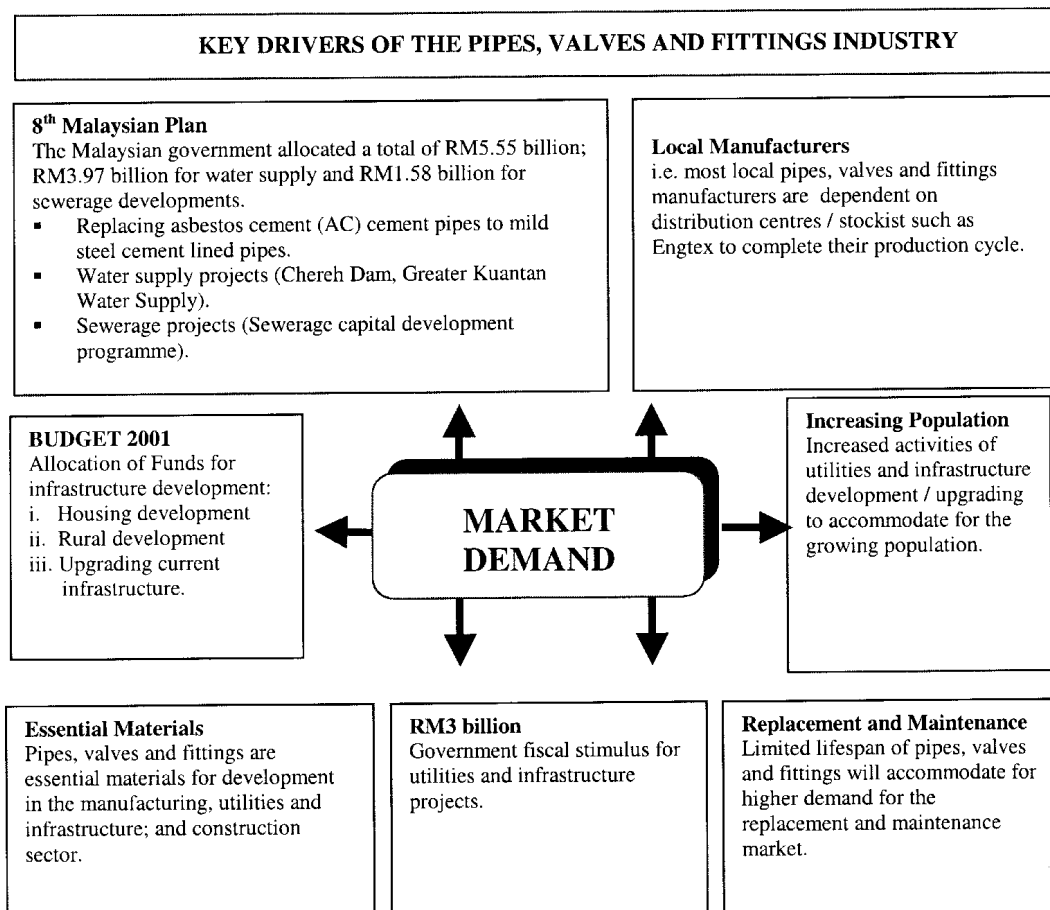 KEY DRIVERS OF THE PIPES, VALVES AND FITTINGS INDUSTRY
8th Malaysian Plan
The Malaysian government allocated a total of RM5.55 billion;
RM3.97 billion for water supply and RM1.58 billion for
sewerage developments.
▪ Replacing asbestos cement (AC) cement pipes to mild
steel cement lined pipes.
▪ Water supply projects (Chereh Dam, Greater Kuantan
Water Supply).
▪ Sewerage projects (Sewerage capital development
programme).
Local Manufacturers
i.e. most local pipes, valves and fittings
manufacturers are dependent on
distribution centres / stockist such as
Engtex to complete their production cycle.
BUDGET 2001
Allocation of Funds for
infrastructure development:
i. Housing development
ii. Rural development
iii. Upgrading current
infrastructure.
MARKET
DEMAND
Increasing Population
Increased activities of
utilities and infrastructure
development / upgrading
to accommodate for the
growing population.
Essential Materials
Pipes, valves and fittings are
essential materials for development
in the manufacturing, utilities and
infrastructure; and construction
sector.
RM3 billion
Government fiscal stimulus for
utilities and infrastructure
projects.
Replacement and Maintenance
Limited lifespan of pipes, valves
and fittings will accommodate for
higher demand for the
replacement and maintenance
market.